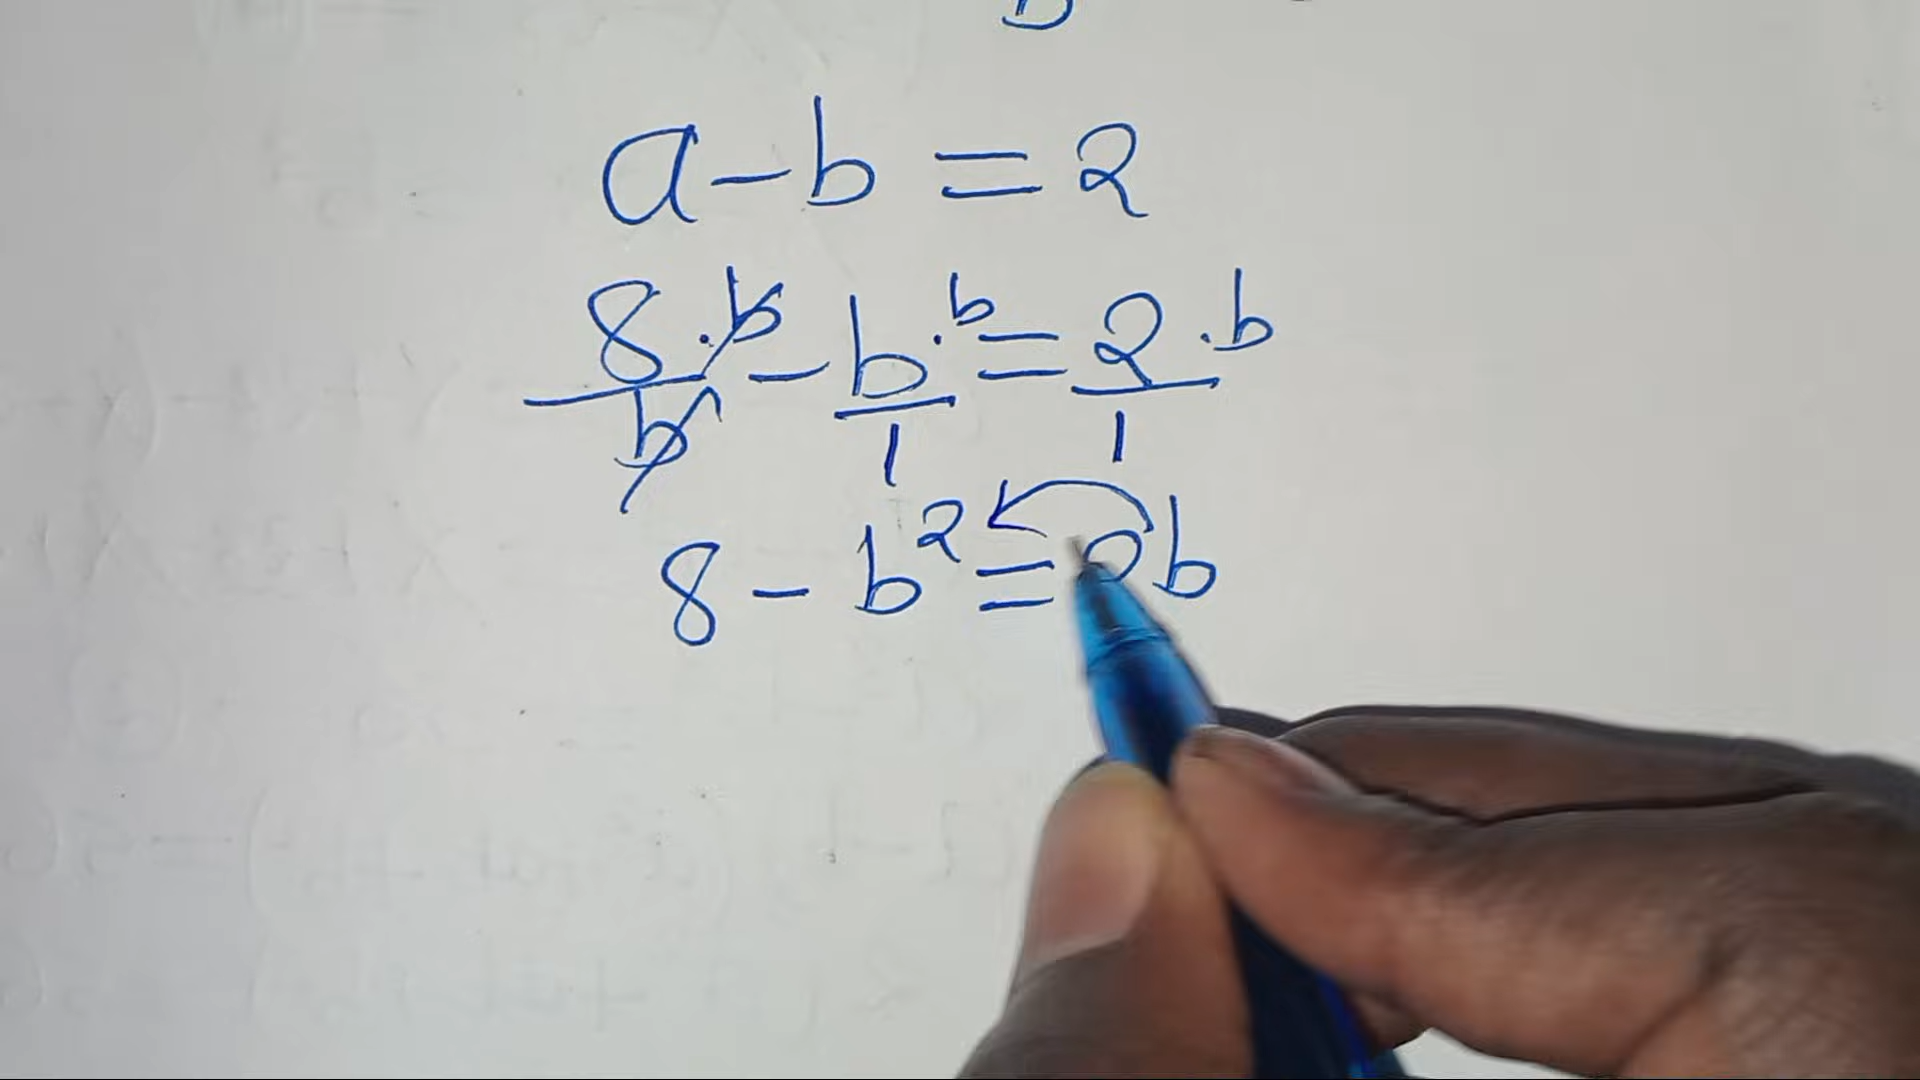 b
a - b = 2
8 · b / b - b · b / 1 = 2 · b / 1
8 - b² = 2b